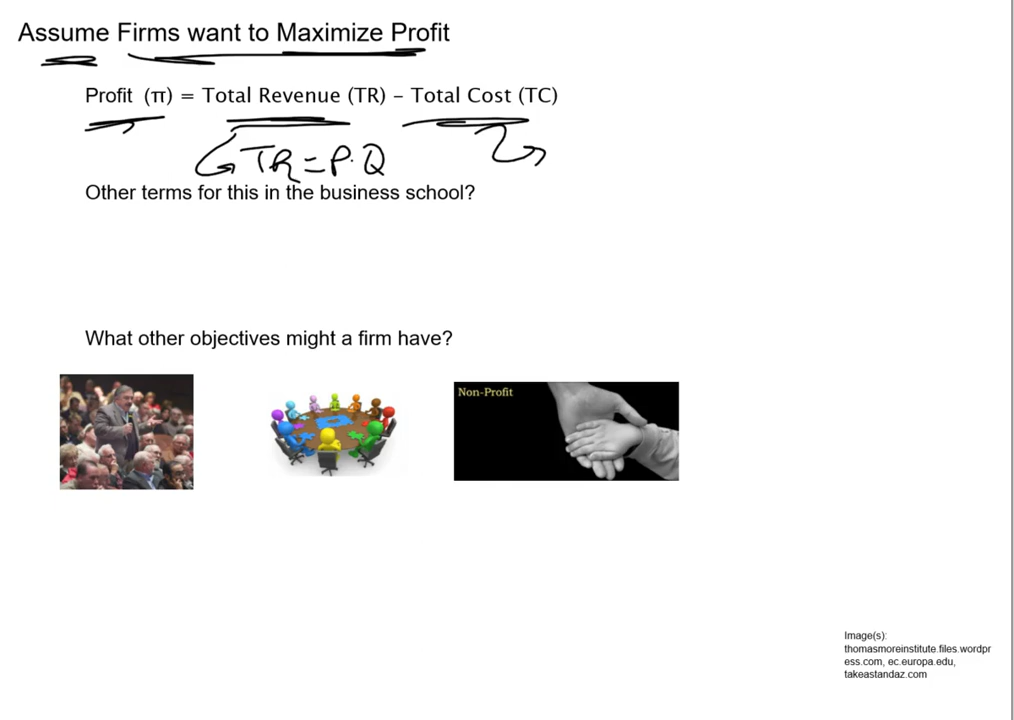 Assume Firms want to Maximize Profit
Profit (π) = Total Revenue (TR) – Total Cost (TC)
TR = P·Q
Other terms for this in the business school?
What other objectives might a firm have?
Non-Profit
Image(s):
thomasmoreinstitute.files.wordpr
ess.com, ec.europa.edu,
takeastandaz.com